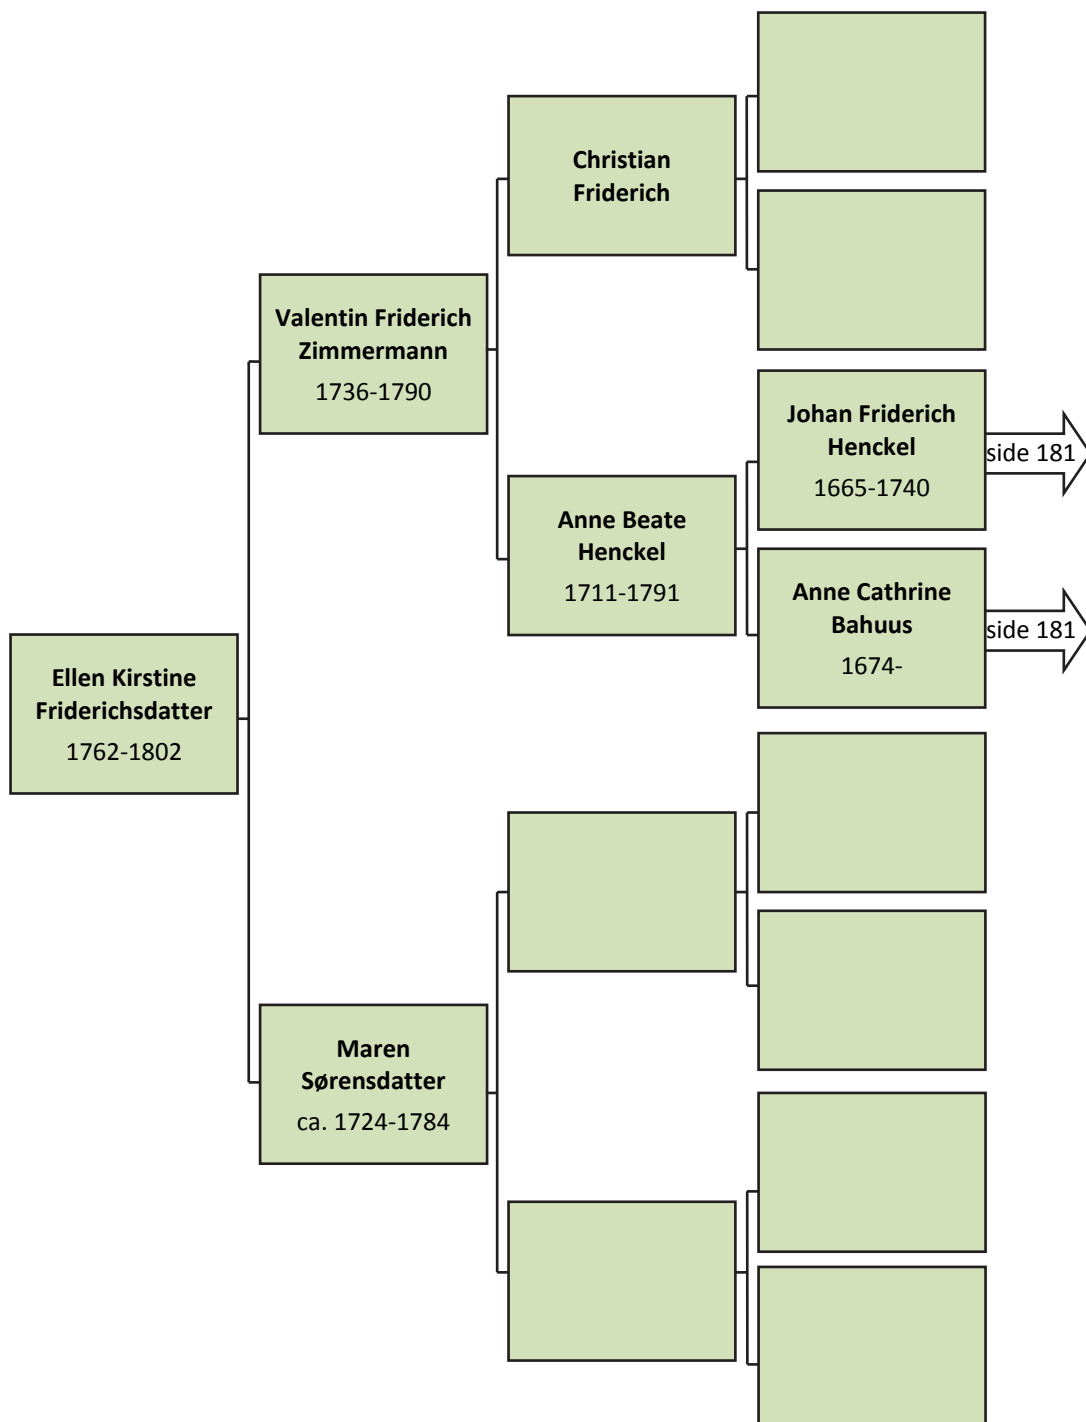 Christian
Friderich
Valentin Friderich
Zimmermann
1736-1790
Johan Friderich
Henckel
1665-1740
side 181
Anne Beate
Henckel
1711-1791
Anne Cathrine
Bahuus
1674-
side 181
Ellen Kirstine
Friderichsdatter
1762-1802
Maren
Sørensdatter
ca. 1724-1784